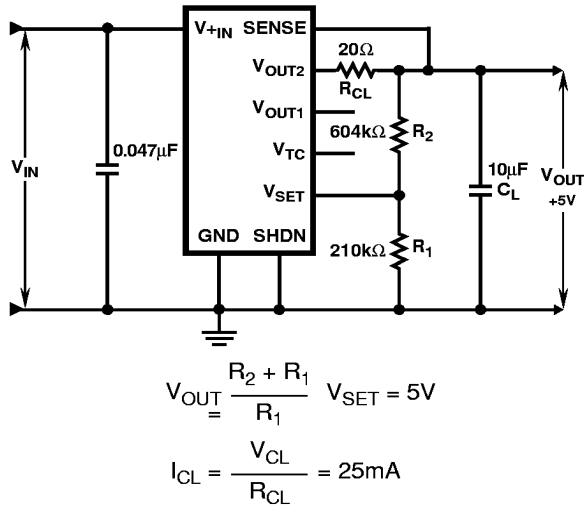 V+IN SENSE
20Ω
VOUT2
RCL
VOUT1
604kΩ R2
0.047µF
VTC
VIN
10µF
CL
VOUT
+5V
VSET
GND SHDN
210kΩ R1
VOUT = R2 + R1 / R1 VSET = 5V
ICL = VCL / RCL = 25mA